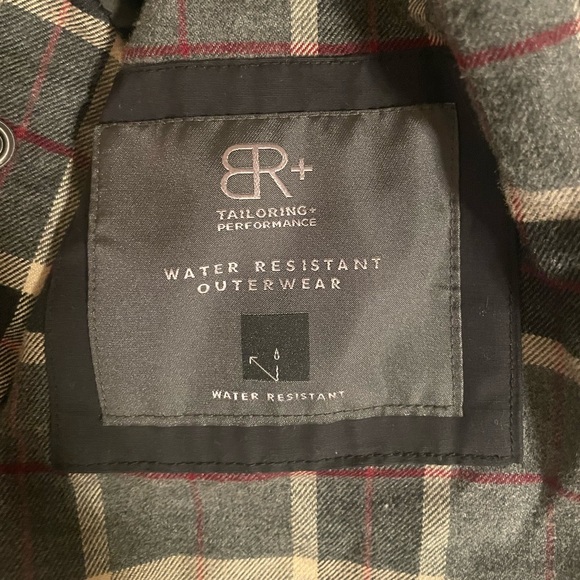 BR+
TAILORING+
PERFORMANCE
WATER RESISTANT
OUTERWEAR
WATER RESISTANT